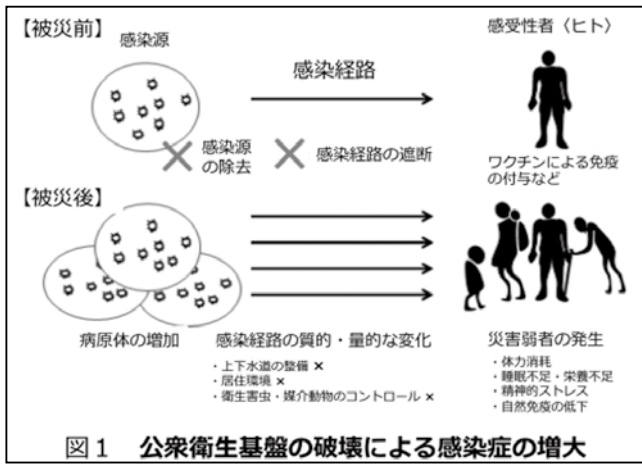 【被災前】
感染源
感染経路
感受性者〈ヒト〉
感染源
の除去
感染経路の遮断
ワクチンによる免疫
の付与など
【被災後】
病原体の増加
感染経路の質的・量的な変化
・上下水道の整備 ×
・居住環境 ×
・衛生害虫・媒介動物のコントロール ×
災害弱者の発生
・体力消耗
・睡眠不足・栄養不足
・精神的ストレス
・自然免疫の低下
図1 公衆衛生基盤の破壊による感染症の増大